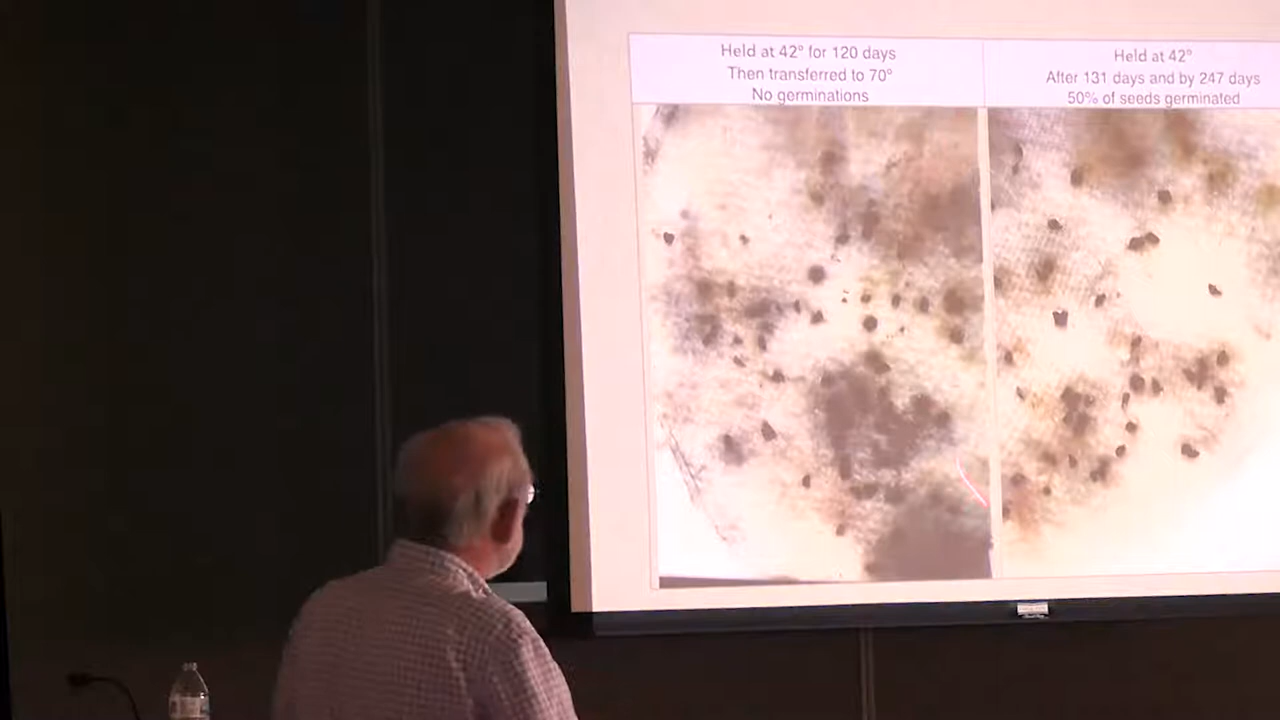 Held at 42° for 120 days
Then transferred to 70°
No germinations
Held at 42°
After 131 days and by 247 days
50% of seeds germinated